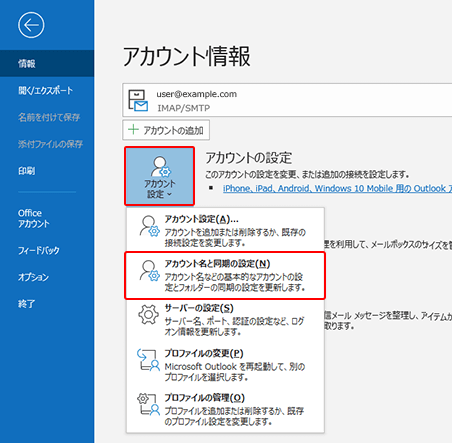 情報
開く/エクスポート
名前を付けて保存
添付ファイルの保存
印刷
Office
アカウント
フィードバック
オプション
終了
アカウント情報
user@example.com
IMAP/SMTP
アカウントの追加
アカウント
設定
アカウントの設定
このアカウントの設定を変更、または追加の接続を設定します。
iPhone、iPad、Android、Windows 10 Mobile 用の Outlook ア
アカウント設定(A)...
アカウントを追加または削除するか、既存の
接続設定を変更します。
を利用して、メールボックスのサイズを管
アカウント名と同期の設定(N)
アカウント名などの基本的なアカウントの設
定とフォルダーの同期の設定を更新します。
サーバーの設定(S)
サーバー名、ポート、認証の設定など、ログ
オン情報を更新します。
信メール メッセージを整理し、アイテムが
取ります。
プロファイルの変更(P)
Microsoft Outlook を再起動して、別の
プロファイルを選択します。
プロファイルの管理(O)
プロファイルを追加または削除するか、既存
のプロファイル設定を変更します。